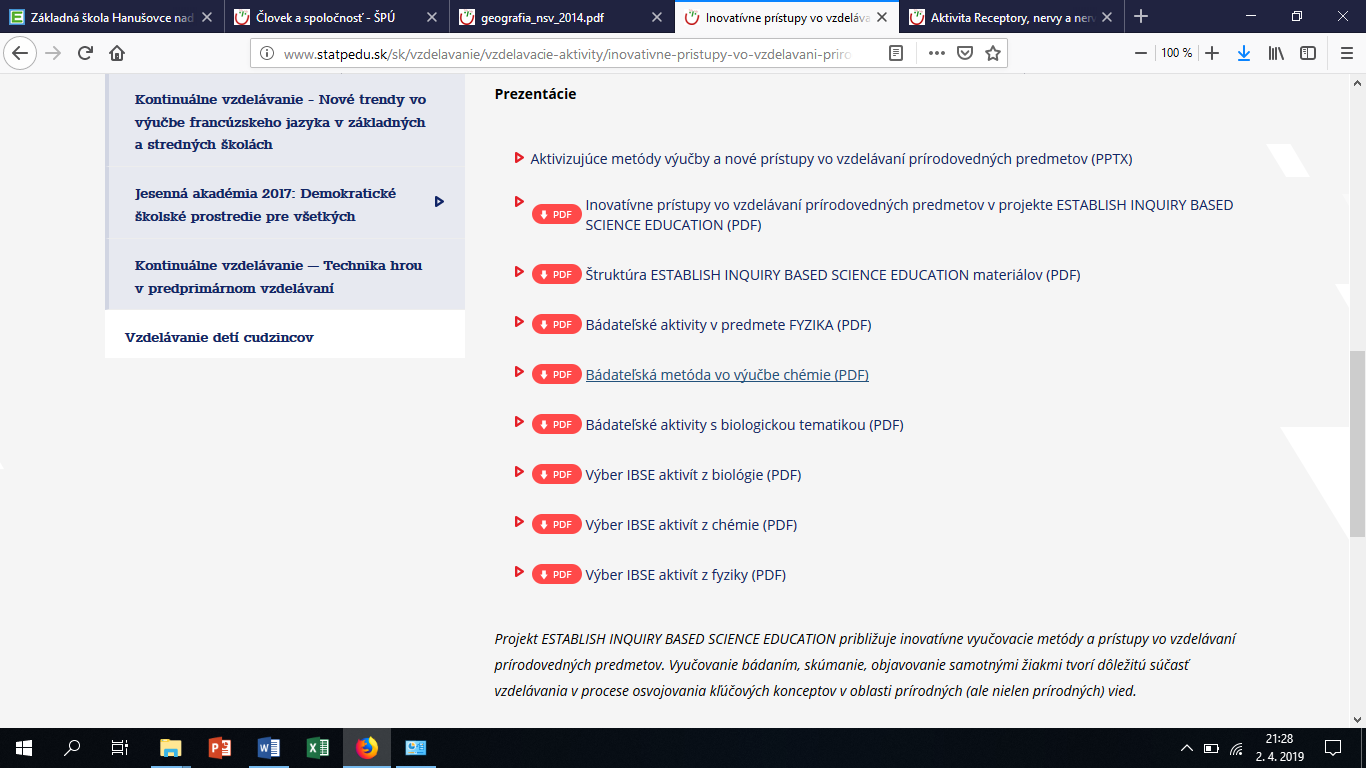 Základná škola Hanušovce nad
Človek a spoločnosť - ŠPÚ
geografia_nsv_2014.pdf
Inovatívne prístupy vo vzdeláva
Aktivita Receptory, nervy a nerv
www.statpedu.sk/sk/vzdelavanie/vzdelavacie-aktivity/inovativne-pristupy-vo-vzdelavani-priro
100 %
Kontinuálne vzdelávanie - Nové trendy vo
výučbe francúzskeho jazyka v základných
a stredných školách
Jesenná akadémia 2017: Demokratické
školské prostredie pre všetkých
Kontinuálne vzdelávanie — Technika hrou
v predprimárnom vzdelávaní
Vzdelávanie detí cudzincov
Prezentácie
Aktivizujúce metódy výučby a nové prístupy vo vzdelávaní prírodovedných predmetov (PPTX)
PDF Inovatívne prístupy vo vzdelávaní prírodovedných predmetov v projekte ESTABLISH INQUIRY BASED
SCIENCE EDUCATION (PDF)
PDF Štruktúra ESTABLISH INQUIRY BASED SCIENCE EDUCATION materiálov (PDF)
PDF Bádateľské aktivity v predmete FYZIKA (PDF)
PDF Bádateľská metóda vo výučbe chémie (PDF)
PDF Bádateľské aktivity s biologickou tematikou (PDF)
PDF Výber IBSE aktivít z biológie (PDF)
PDF Výber IBSE aktivít z chémie (PDF)
PDF Výber IBSE aktivít z fyziky (PDF)
Projekt ESTABLISH INQUIRY BASED SCIENCE EDUCATION približuje inovatívne vyučovacie metódy a prístupy vo vzdelávaní
prírodovedných predmetov. Vyučovanie bádaním, skúmanie, objavovanie samotnými žiakmi tvorí dôležitú súčasť
vzdelávania v procese osvojovania kľúčových konceptov v oblasti prírodných (ale nielen prírodných) vied.
21:28
2. 4. 2019